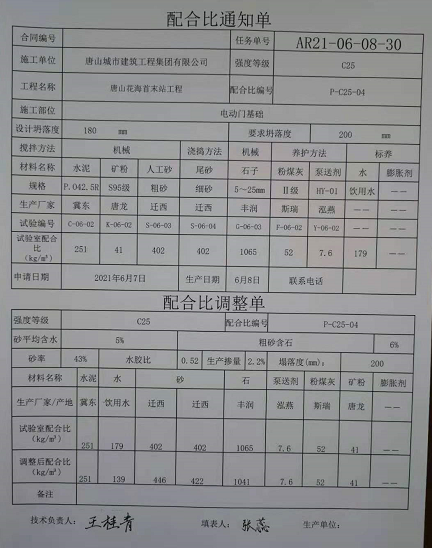 配合比通知单
合同编号 任务单号 AR21-06-08-30
施工单位 唐山城市建筑工程集团有限公司 强度等级 C25
工程名称 唐山花海首末站工程 配合比编号 P-C25-04
施工部位 电动门基础
设计坍落度 180 mm 要求坍落度 200 mm
搅拌方法 机械 浇捣方法 机械 养护方法 标养
材料名称 水泥 矿粉 人工砂 尾砂 石子 粉煤灰 泵送剂 水 膨胀剂
规格 P.O42.5R S95级 粗砂 细砂 5~25mm Ⅱ级 HY-01 饮用水 ——
生产厂家 冀东 唐龙 迁西 迁西 丰润 斯瑞 泓燕 —— ——
试验编号 C-06-02 K-06-02 S-06-03 S-06-04 G-06-03 F-06-02 Y-06-02 —— ——
试验室配合比 (kg/m³) 251 41 402 402 1065 52 7.6 179 ——
申请日期 2021年6月7日 生产日期 6月8日 联系电话
配合比调整单
强度等级 C25 配合比编号 P-C25-04
砂平均含水 5% 粗砂含石 6%
砂率 43% 水胶比 0.52 生产掺量 2.2% 塌落度(mm): 200
材料名称 水泥 水 砂 石 泵送剂 粉煤灰 矿粉 膨胀剂
生产厂家/产地 冀东 饮用水 迁西 迁西 丰润 泓燕 斯瑞 唐龙 ——
试验室配合比 (kg/m³) 251 179 402 402 1065 7.6 52 41 ——
调整后配合比 (kg/m³) 251 139 446 422 1041 7.6 52 41 ——
备注
技术负责人: 王桂青 填表人: 张蕊 生产单位: